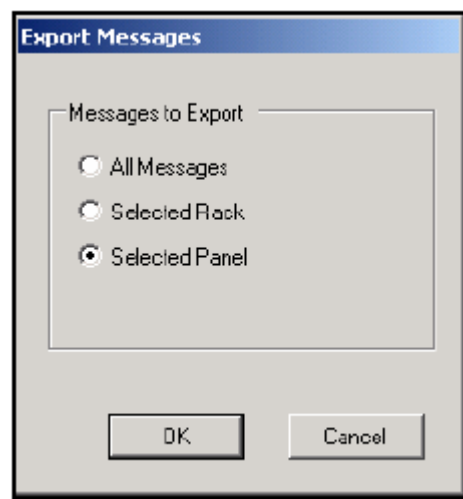 Export Messages
Messages to Export
All Messages
Selected Rack
Selected Panel
OK
Cancel